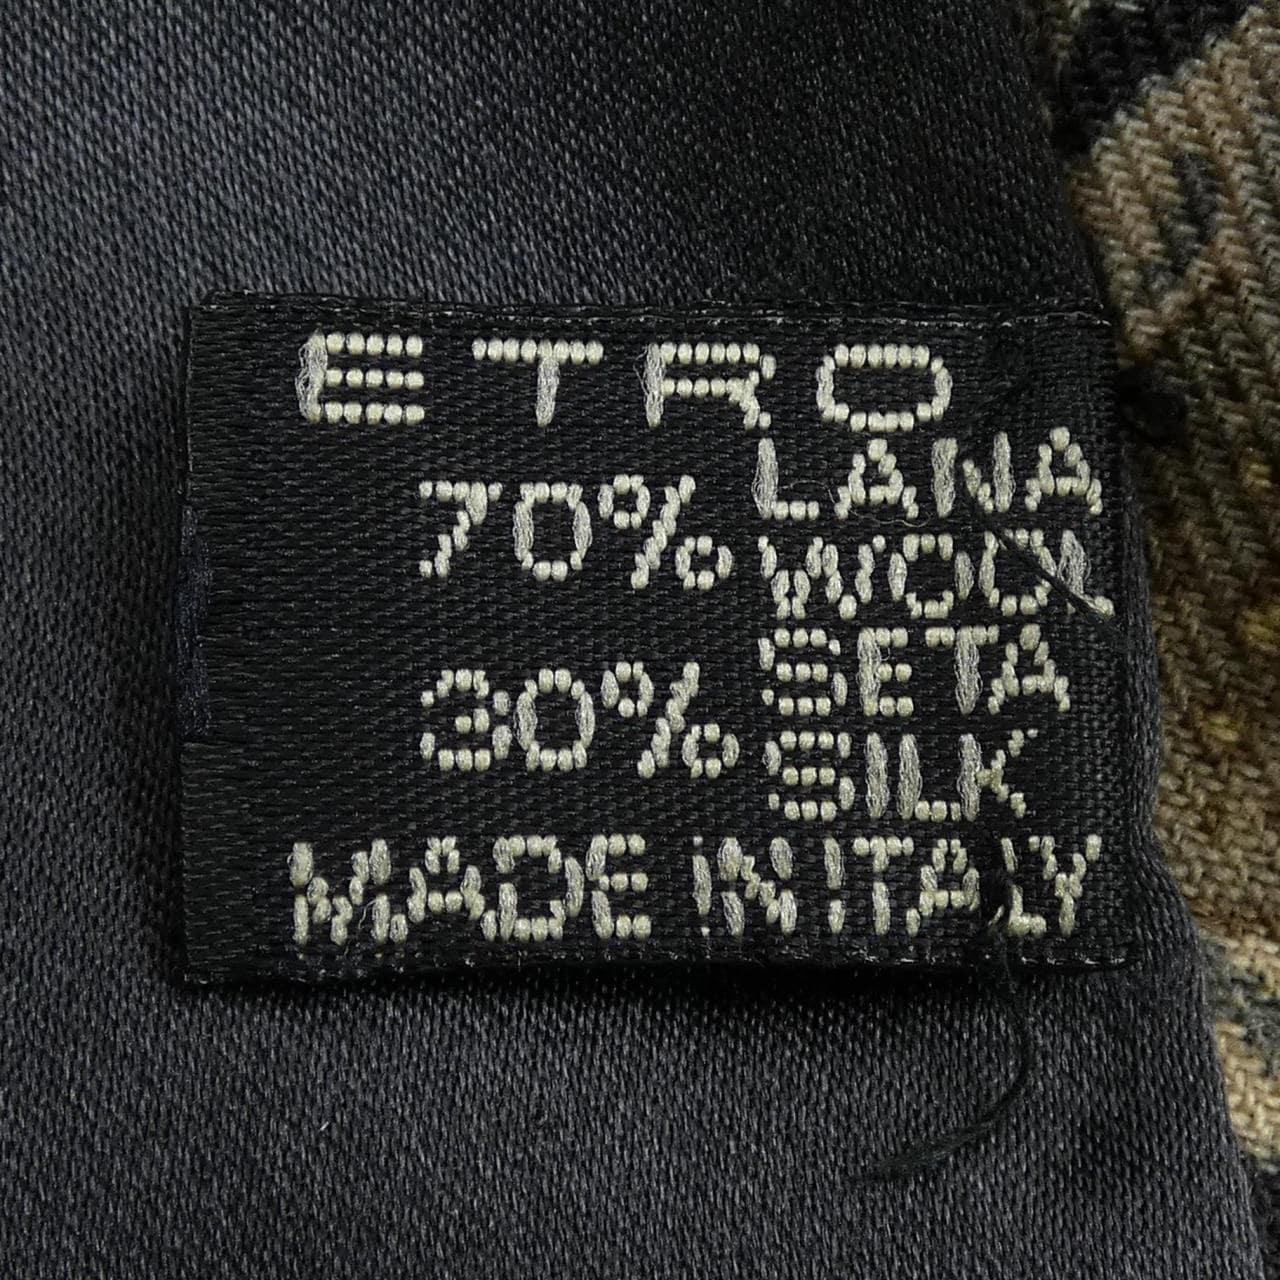 ETRO
70% LANA
WOOL
30% SETA
SILK
MADE IN ITALY